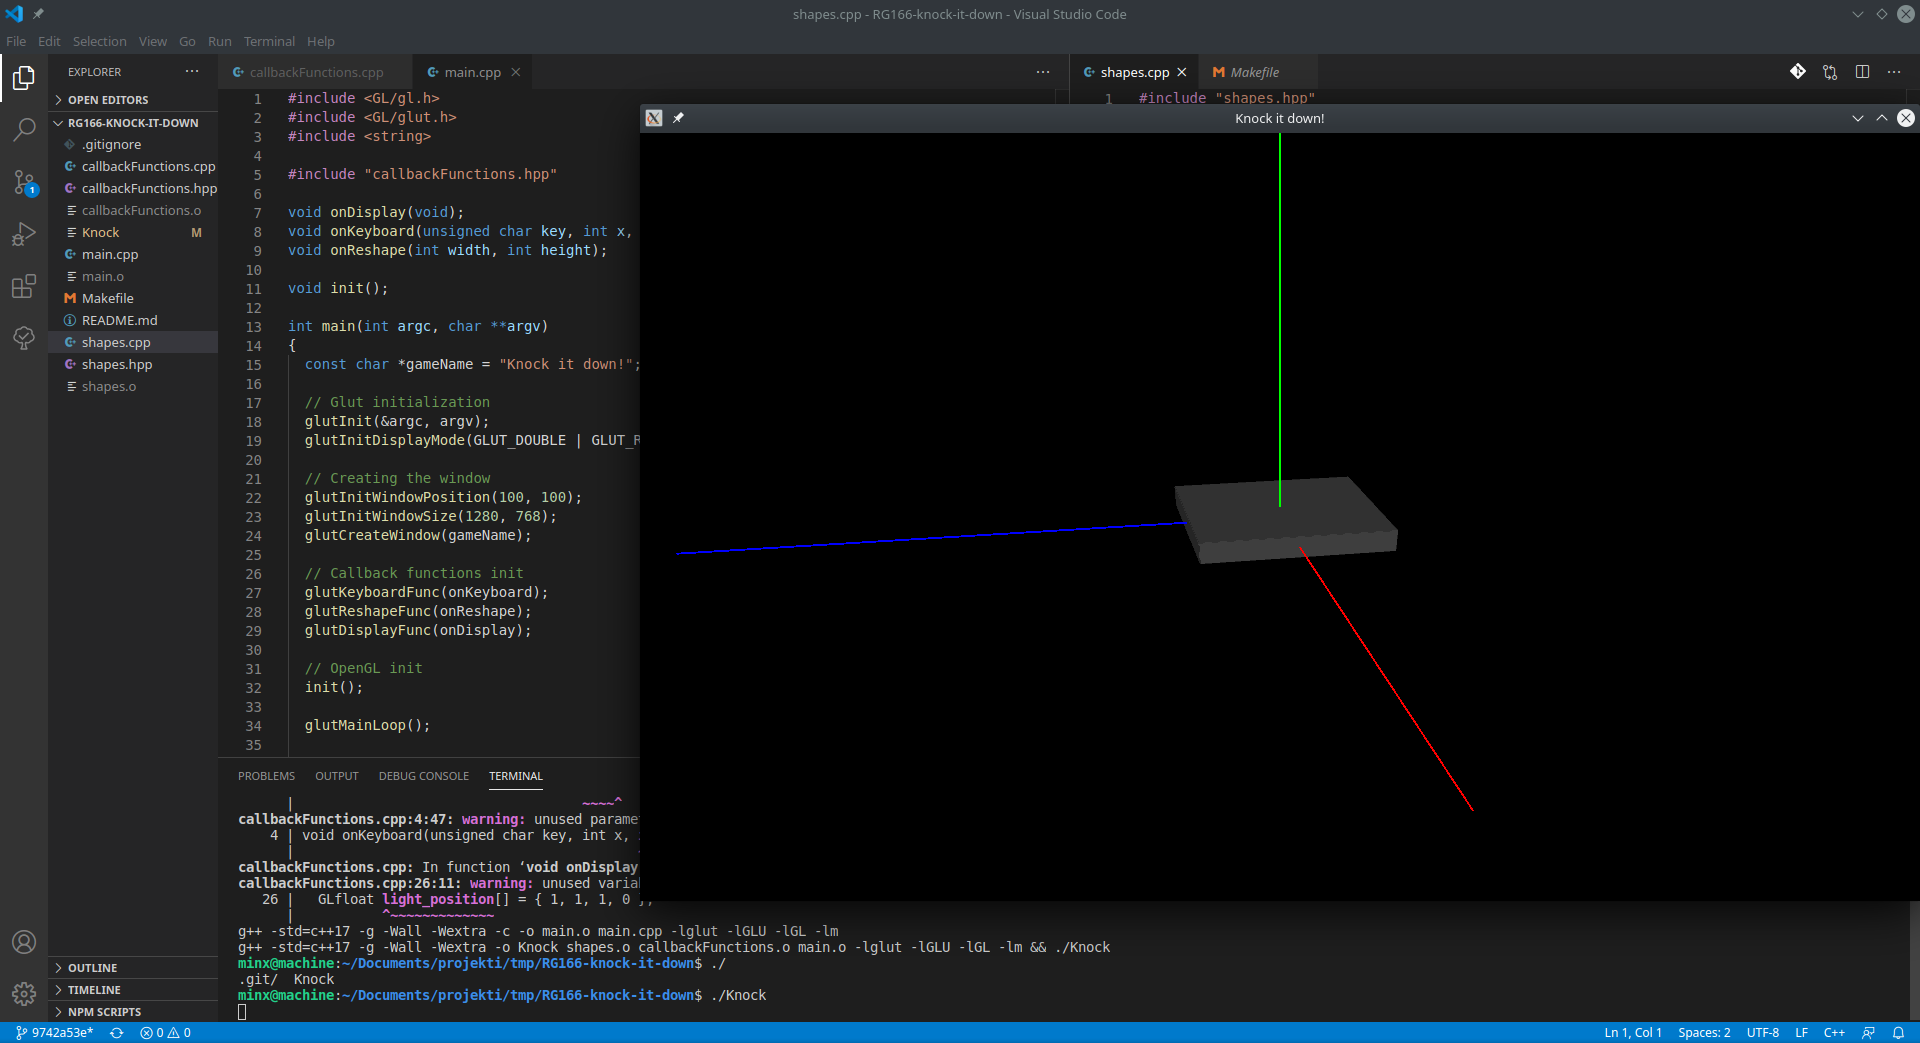 shapes.cpp - RG166-knock-it-down - Visual Studio Code
File Edit Selection View Go Run Terminal Help
EXPLORER
OPEN EDITORS
RG166-KNOCK-IT-DOWN
.gitignore
callbackFunctions.cpp
callbackFunctions.hpp
callbackFunctions.o
Knock M
main.cpp
main.o
Makefile
README.md
shapes.cpp
shapes.hpp
shapes.o
OUTLINE
TIMELINE
NPM SCRIPTS
1
callbackFunctions.cpp main.cpp
1 #include <GL/gl.h>
2 #include <GL/glut.h>
3 #include <string>
4
5 #include "callbackFunctions.hpp"
6
7 void onDisplay(void);
8 void onKeyboard(unsigned char key, int x,
9 void onReshape(int width, int height);
10
11 void init();
12
13 int main(int argc, char **argv)
14 {
15 const char *gameName = "Knock it down!";
16
17 // Glut initialization
18 glutInit(&argc, argv);
19 glutInitDisplayMode(GLUT_DOUBLE | GLUT_R
20
21 // Creating the window
22 glutInitWindowPosition(100, 100);
23 glutInitWindowSize(1280, 768);
24 glutCreateWindow(gameName);
25
26 // Callback functions init
27 glutKeyboardFunc(onKeyboard);
28 glutReshapeFunc(onReshape);
29 glutDisplayFunc(onDisplay);
30
31 // OpenGL init
32 init();
33
34 glutMainLoop();
35
shapes.cpp Makefile
1 #include "shapes.hpp"
Knock it down!
PROBLEMS OUTPUT DEBUG CONSOLE TERMINAL
| ~~~~^
callbackFunctions.cpp:4:47: warning: unused parame
4 | void onKeyboard(unsigned char key, int x,
|
callbackFunctions.cpp: In function ‘void onDisplay
callbackFunctions.cpp:26:11: warning: unused varia
26 | GLfloat light_position[] = { 1, 1, 1, 0 };
| ^~~~~~~~~~~~~~
g++ -std=c++17 -g -Wall -Wextra -c -o main.o main.cpp -lglut -lGLU -lGL -lm
g++ -std=c++17 -g -Wall -Wextra -o Knock shapes.o callbackFunctions.o main.o -lglut -lGLU -lGL -lm && ./Knock
minx@machine:~/Documents/projekti/tmp/RG166-knock-it-down$ ./
.git/ Knock
minx@machine:~/Documents/projekti/tmp/RG166-knock-it-down$ ./Knock
9742a53e* 0 0 Ln 1, Col 1 Spaces: 2 UTF-8 LF C++